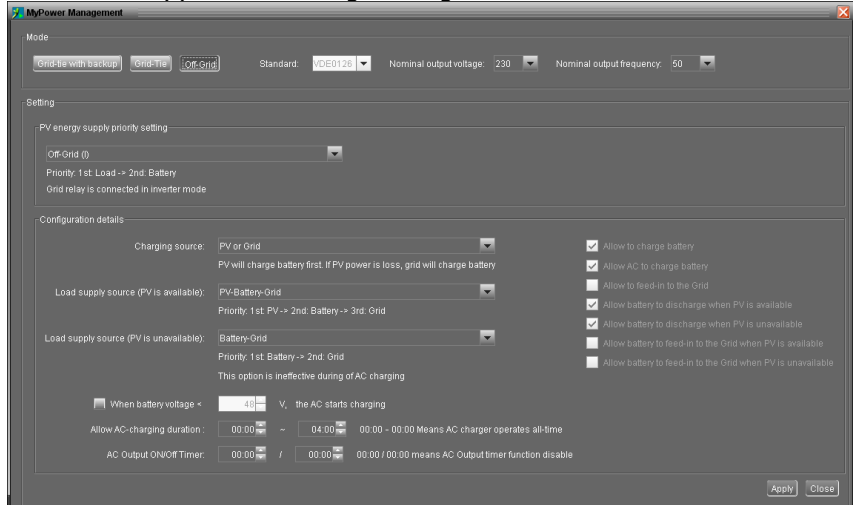 MyPower Management
Mode
Grid-tie with backup Grid-Tie Off-Grid Standard: VDE0126 Nominal output voltage: 230 Nominal output frequency: 50
Setting
PV energy supply priority setting
Off-Grid (I)
Priority: 1st: Load -> 2nd: Battery
Grid relay is connected in inverter mode
Configuration details
Charging source: PV or Grid
PV will charge battery first. If PV power is loss, grid will charge battery
Load supply source (PV is available): PV-Battery-Grid
Priority: 1st: PV -> 2nd: Battery -> 3rd: Grid
Load supply source (PV is unavailable): Battery-Grid
Priority: 1st: Battery -> 2nd: Grid
This option is ineffective during of AC charging
When battery voltage < 48 V, the AC starts charging
Allow AC-charging duration : 00:00 ~ 04:00 00:00 ~ 00:00 Means AC charger operates all-time
AC Output ON/Off Timer: 00:00 / 00:00 00:00 / 00:00 means AC Output timer function disable
Allow to charge battery
Allow AC to charge battery
Allow to feed-in to the Grid
Allow battery to discharge when PV is available
Allow battery to discharge when PV is unavailable
Allow battery to feed-in to the Grid when PV is available
Allow battery to feed-in to the Grid when PV is unavailable
Apply Close